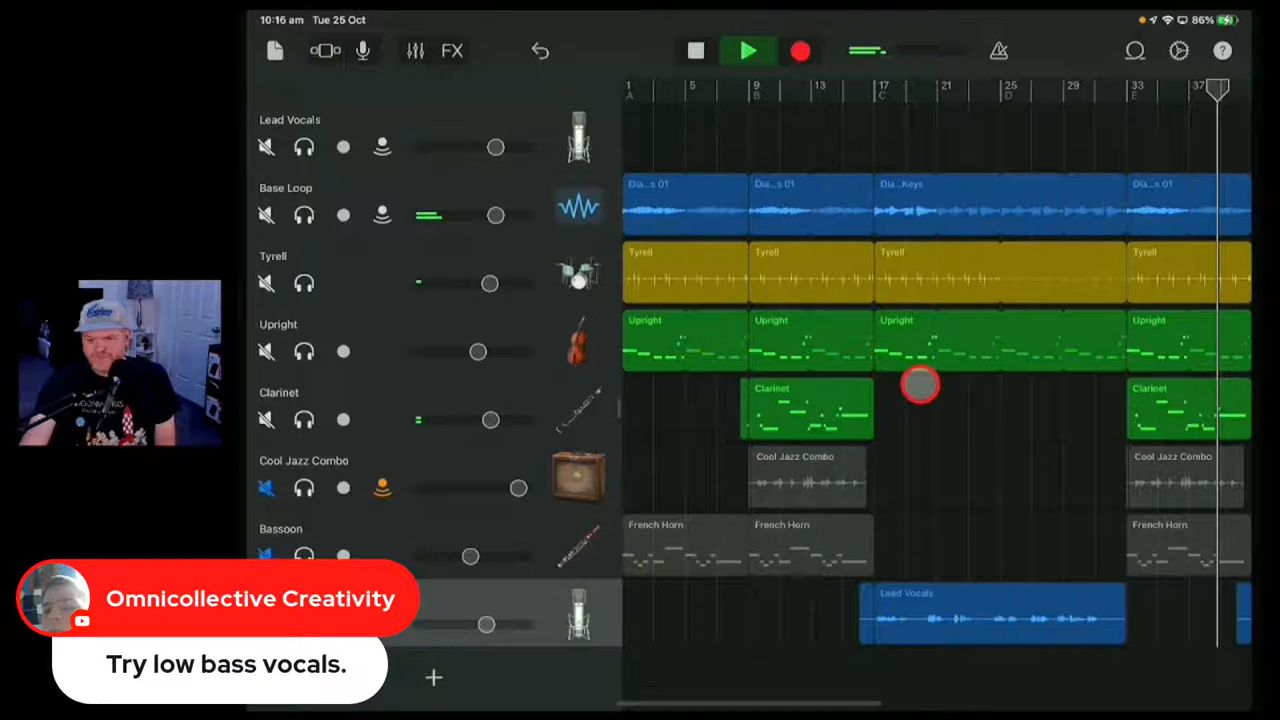 10:16 am Tue 25 Oct
86%
FX
?
1 5 9 13 17 21 25 29 33 37
A B C D E
Lead Vocals
Base Loop
Dia...s 01 Dia...s 01 Dia...Keys Dia...s 01
Tyrell
Tyrell Tyrell Tyrell Tyrell
Upright
Upright Upright Upright Upright
Clarinet
Clarinet Clarinet
Cool Jazz Combo
Cool Jazz Combo Cool Jazz Combo
Bassoon
French Horn French Horn French Horn
Lead Vocals
Omnicollective Creativity
Try low bass vocals.
+